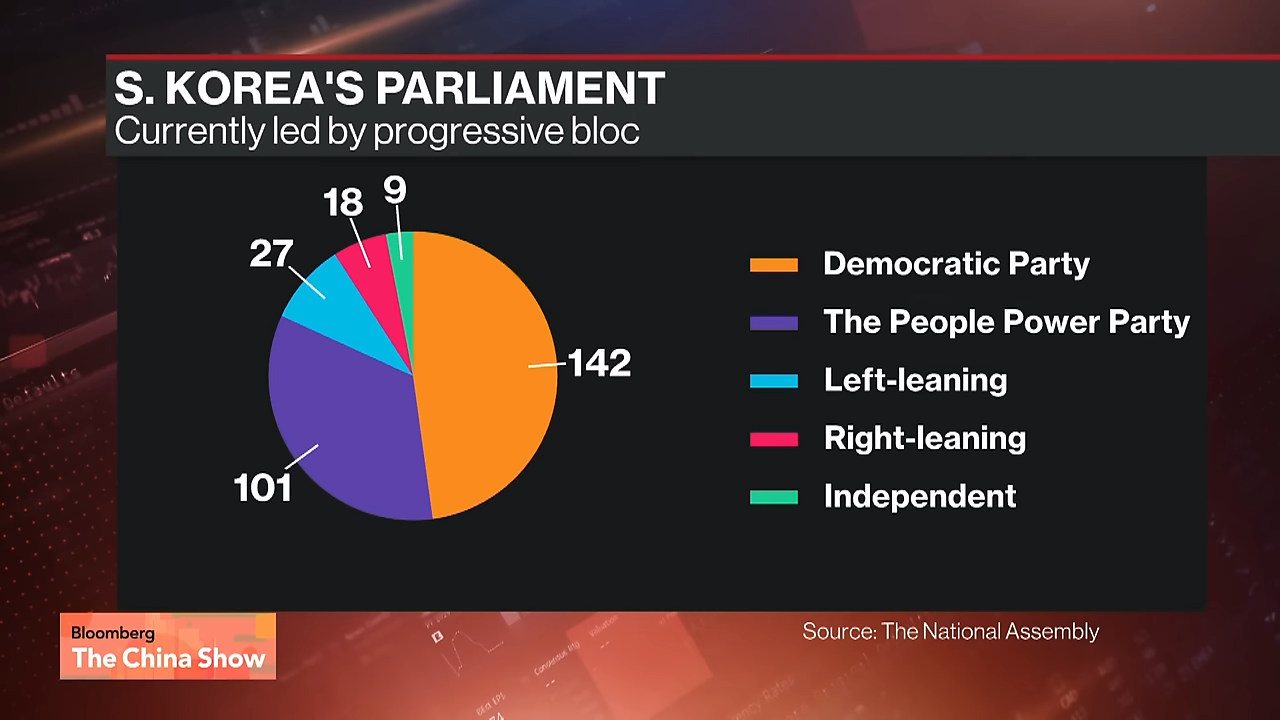 S. KOREA'S PARLIAMENT
Currently led by progressive bloc
9
18
27
142
101
Democratic Party
The People Power Party
Left-leaning
Right-leaning
Independent
Source: The National Assembly
Bloomberg
The China Show